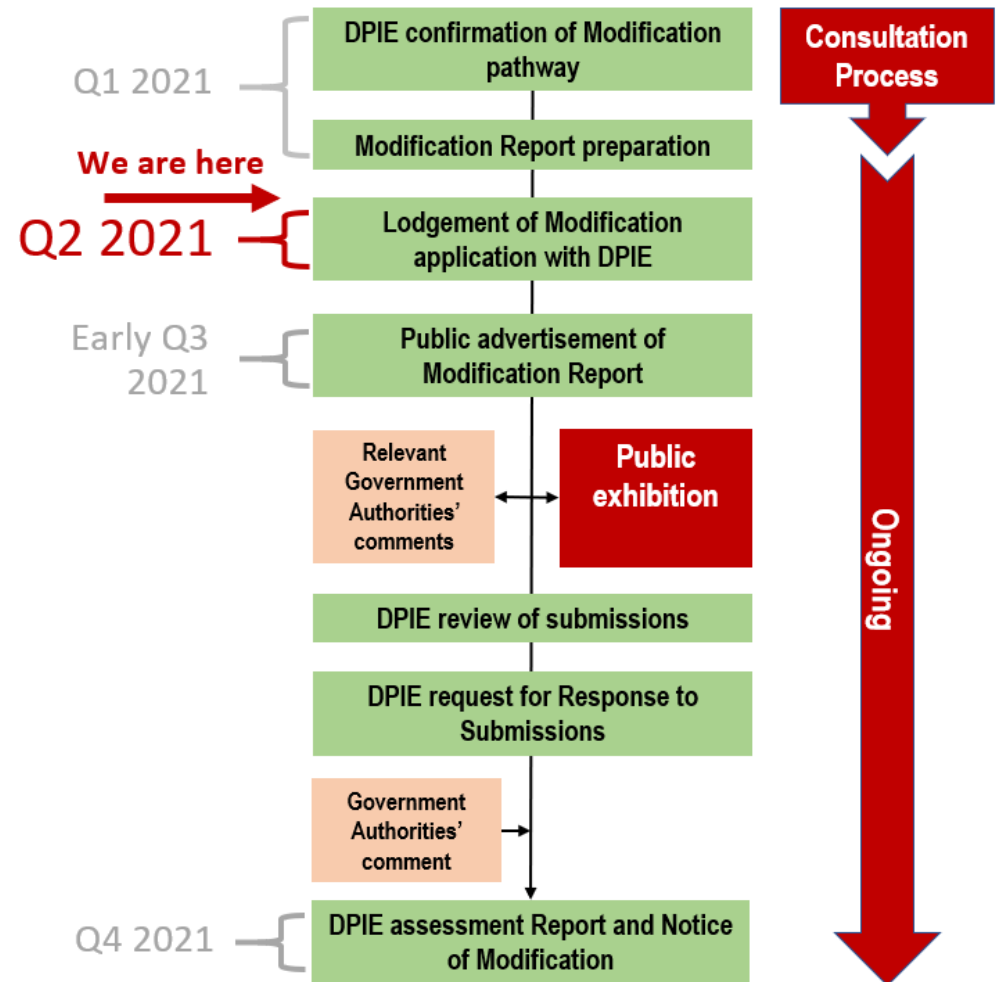 DPIE confirmation of Modification
pathway
Consultation
Process
Q1 2021
Modification Report preparation
We are here
Q2 2021
Lodgement of Modification
application with DPIE
Early Q3
2021
Public advertisement of
Modification Report
Relevant
Government
Authorities’
comments
Public
exhibition
Ongoing
DPIE review of submissions
DPIE request for Response to
Submissions
Government
Authorities’
comment
Q4 2021
DPIE assessment Report and Notice
of Modification